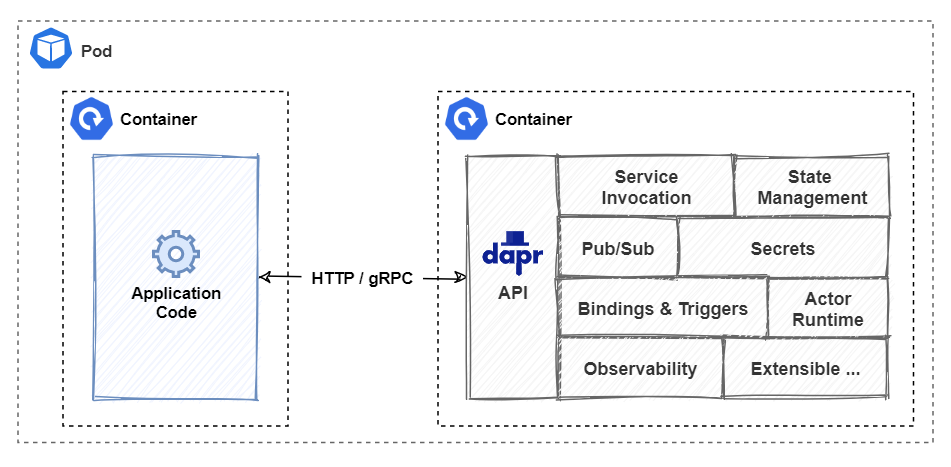 Pod
Container
Application
Code
HTTP / gRPC
Container
dapr
API
Service
Invocation
State
Management
Pub/Sub
Secrets
Bindings & Triggers
Actor
Runtime
Observability
Extensible ...